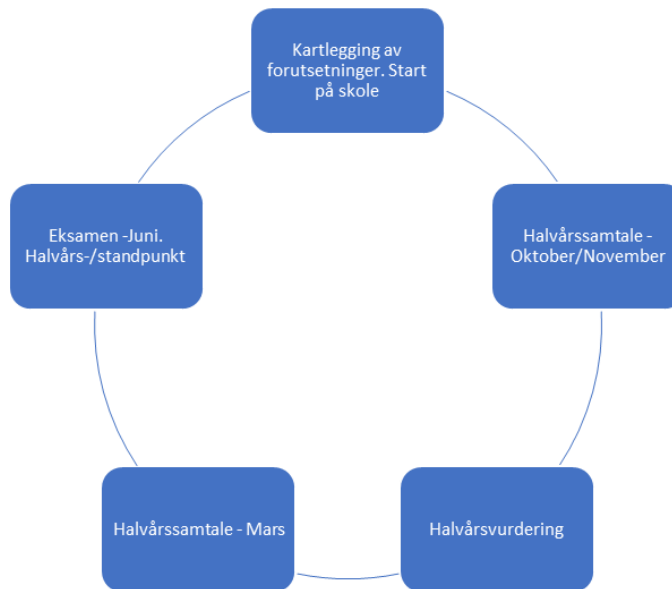 Kartlegging av
forutsetninger. Start
på skole
Halvårssamtale -
Oktober/November
Halvårsvurdering
Halvårssamtale - Mars
Eksamen -Juni.
Halvårs-/standpunkt